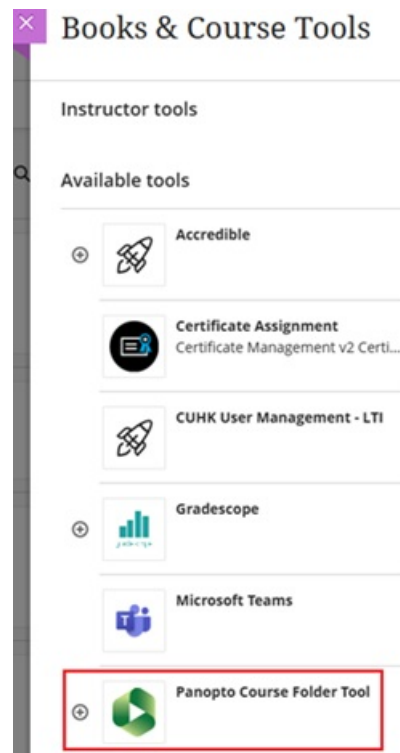 Books & Course Tools
Instructor tools
Available tools
Accredible
Certificate Assignment
Certificate Management v2 Certi...
CUHK User Management - LTI
Gradescope
Microsoft Teams
Panopto Course Folder Tool